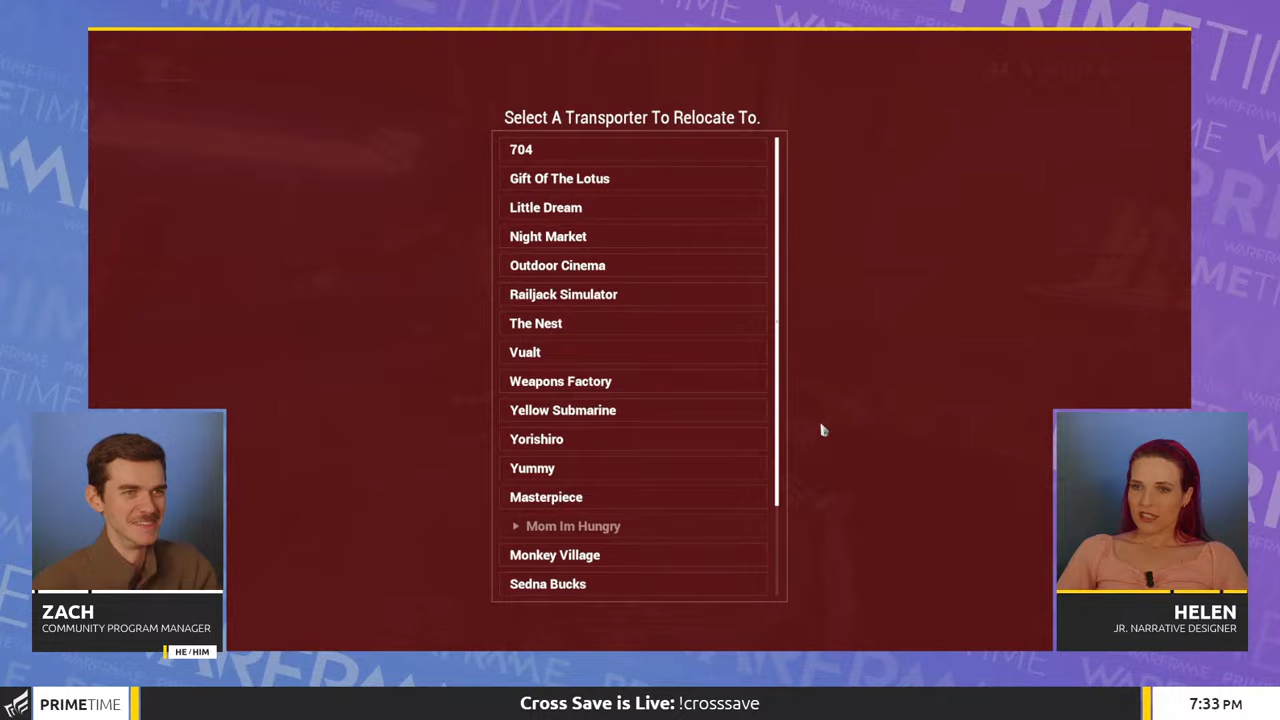 Select A Transporter To Relocate To.
704
Gift Of The Lotus
Little Dream
Night Market
Outdoor Cinema
Railjack Simulator
The Nest
Vualt
Weapons Factory
Yellow Submarine
Yorishiro
Yummy
Masterpiece
Mom Im Hungry
Monkey Village
Sedna Bucks
ZACH
COMMUNITY PROGRAM MANAGER
HE/HIM
HELEN
JR. NARRATIVE DESIGNER
PRIMETIME
Cross Save is Live: !crosssave
7:33 PM